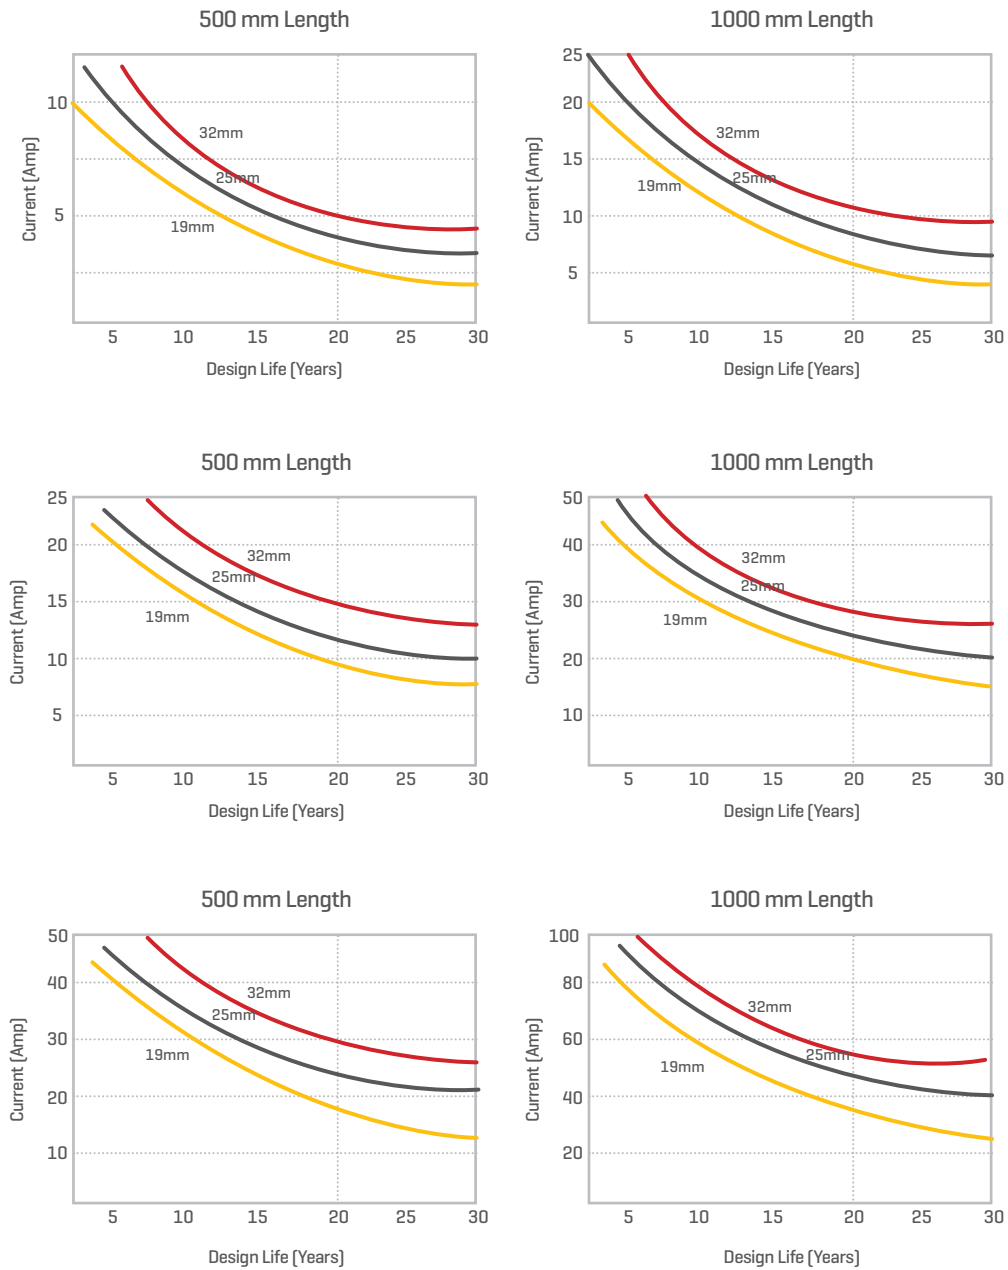 500 mm Length
Current (Amp)
10
5
32mm
25mm
19mm
5 10 15 20 25 30
Design Life (Years)
1000 mm Length
Current (Amp)
25
20
15
10
5
32mm
25mm
19mm
5 10 15 20 25 30
Design Life (Years)
500 mm Length
Current (Amp)
25
20
15
10
5
32mm
25mm
19mm
5 10 15 20 25 30
Design Life (Years)
1000 mm Length
Current (Amp)
50
40
30
20
10
32mm
25mm
19mm
5 10 15 20 25 30
Design Life (Years)
500 mm Length
Current (Amp)
50
40
30
20
10
32mm
25mm
19mm
5 10 15 20 25 30
Design Life (Years)
1000 mm Length
Current (Amp)
100
80
60
40
20
32mm
25mm
19mm
5 10 15 20 25 30
Design Life (Years)